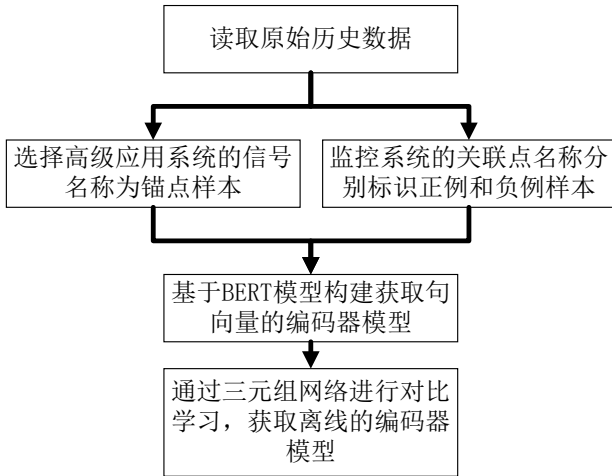 读取原始历史数据
选择高级应用系统的信号
名称为锚点样本
监控系统的关联点名称分
别标识正例和负例样本
基于BERT模型构建获取句
向量的编码器模型
通过三元组网络进行对比
学习，获取离线的编码器
模型